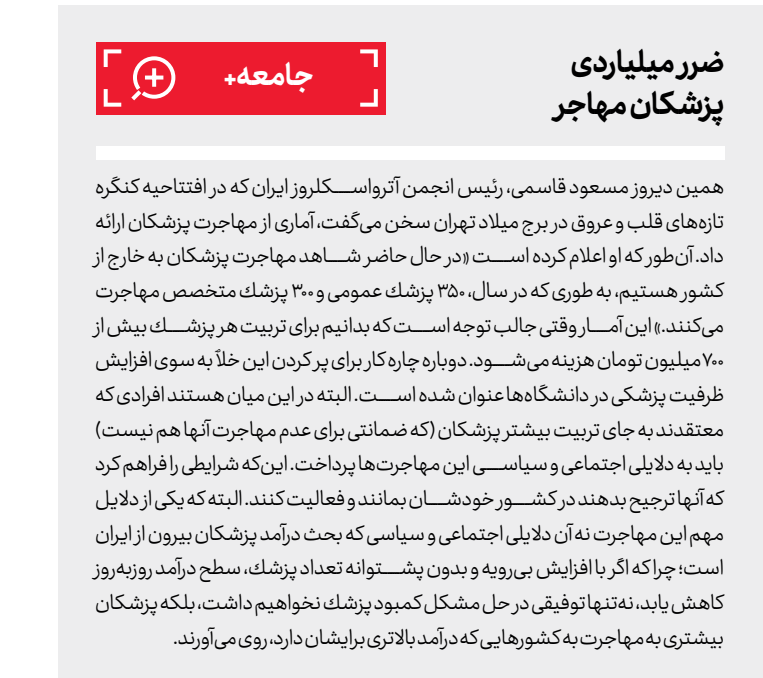 ضرر میلیاردی
پزشکان مهاجر
جامعه+
همین دیروز مسعود قاسمی، رئیس انجمن آترواسکلروز ایران که در افتتاحیه کنگره
تازه‌های قلب و عروق در برج میلاد تهران سخن می‌گفت، آماری از مهاجرت پزشکان ارائه
داد. آن‌طور که او اعلام کرده است «در حال حاضر شاهد مهاجرت پزشکان به خارج از
کشور هستیم، به طوری که در سال، ۳۵۰ پزشك عمومی و ۳۰۰ پزشك متخصص مهاجرت
می‌کنند.» این آمار وقتی جالب توجه است که بدانیم برای تربیت هر پزشك بیش از
۷۰۰ میلیون تومان هزینه می‌شود. دوباره چاره کار برای پر کردن این خلأ به سوی افزایش
ظرفیت پزشکی در دانشگاه‌ها عنوان شده است. البته در این میان هستند افرادی که
معتقدند به جای تربیت بیشتر پزشکان (که ضمانتی برای عدم مهاجرت آنها هم نیست)
باید به دلایلی اجتماعی و سیاسی این مهاجرت‌ها پرداخت. این‌که شرایطی را فراهم کرد
که آنها ترجیح بدهند در کشور خودشان بمانند و فعالیت کنند. البته که یکی از دلایل
مهم این مهاجرت نه آن دلایلی اجتماعی و سیاسی که بحث درآمد پزشکان بیرون از ایران
است؛ چراکه اگر با افزایش بی‌رویه و بدون پشتوانه تعداد پزشك، سطح درآمد روزبه‌روز
کاهش یابد، نه‌تنها توفیقی در حل مشکل کمبود پزشك نخواهیم داشت، بلکه پزشکان
بیشتری به مهاجرت به کشورهایی که درآمد بالاتری برایشان دارد، روی می‌آورند.